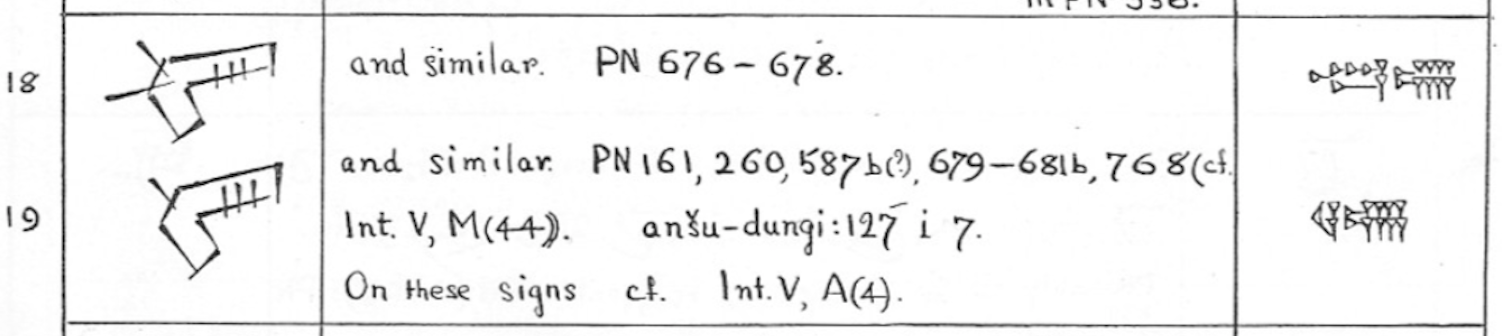 18 and similar. PN 676 – 678.
19 and similar. PN 161, 260, 587b(?), 679–681b, 768(cf.
Int. V, M(44)). anšu-dungi: 127 i 7.
On these signs cf. Int. V, A(4).